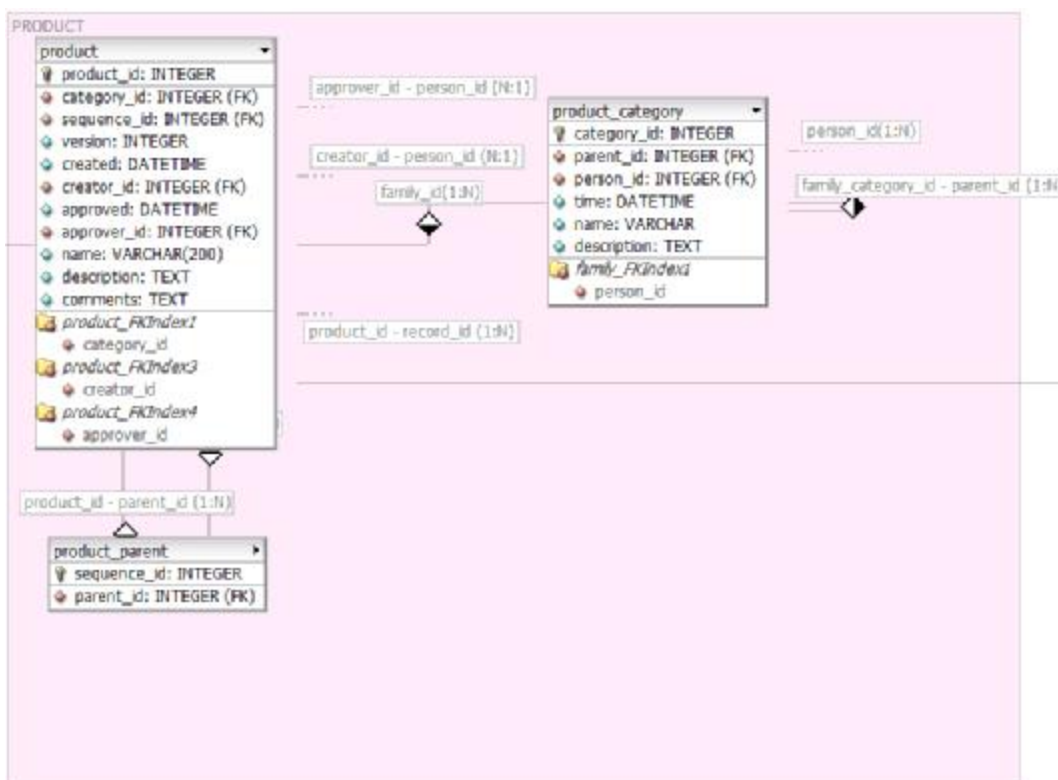 PRODUCT
product
product_id: INTEGER
category_id: INTEGER (FK)
sequence_id: INTEGER (FK)
version: INTEGER
created: DATETIME
creator_id: INTEGER (FK)
approved: DATETIME
approver_id: INTEGER (FK)
name: VARCHAR(200)
description: TEXT
comments: TEXT
product_FKIndex1
category_id
product_FKIndex3
creator_id
product_FKIndex4
approver_id
approver_id - person_id (N:1)
creator_id - person_id (N:1)
family_id(1:N)
product_id - record_id (1:N)
product_category
category_id: INTEGER
parent_id: INTEGER (FK)
person_id: INTEGER (FK)
time: DATETIME
name: VARCHAR
description: TEXT
family_FKIndex1
person_id
person_id(1:N)
family_category_id - parent_id (1:N
product_id - parent_id (1:N)
product_parent
sequence_id: INTEGER
parent_id: INTEGER (FK)